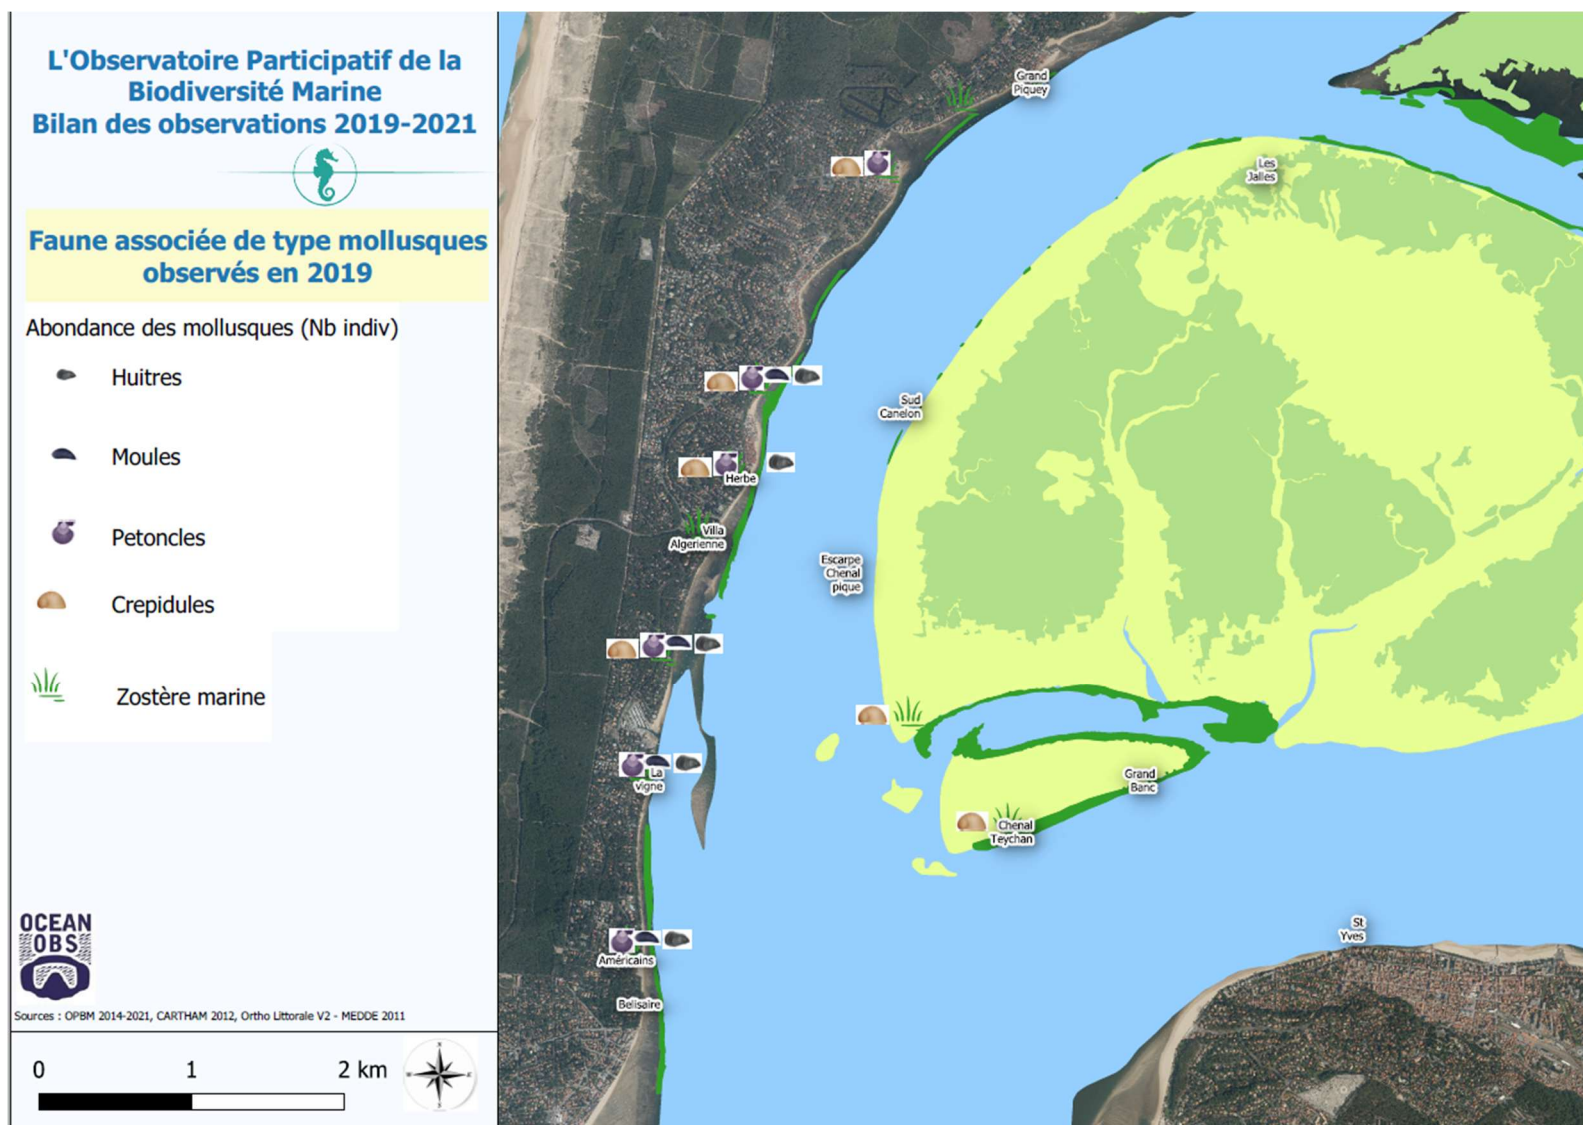 L'Observatoire Participatif de la
Biodiversité Marine
Bilan des observations 2019-2021
Faune associée de type mollusques
observés en 2019
Abondance des mollusques (Nb indiv)
Huitres
Moules
Petoncles
Crepidules
Zostère marine
OCEAN
OBS
Sources : OPBM 2014-2021, CARTHAM 2012, Ortho Littorale V2 - MEDDE 2011
0 1 2 km
N
W E
S
Grand
Piquey
Les
Jalles
Sud
Canelon
Herbe
Villa
Algerienne
Escarpe
Chenal
pique
La
vigne
Grand
Banc
Chenal
Teychan
St
Yves
Américains
Belisaire